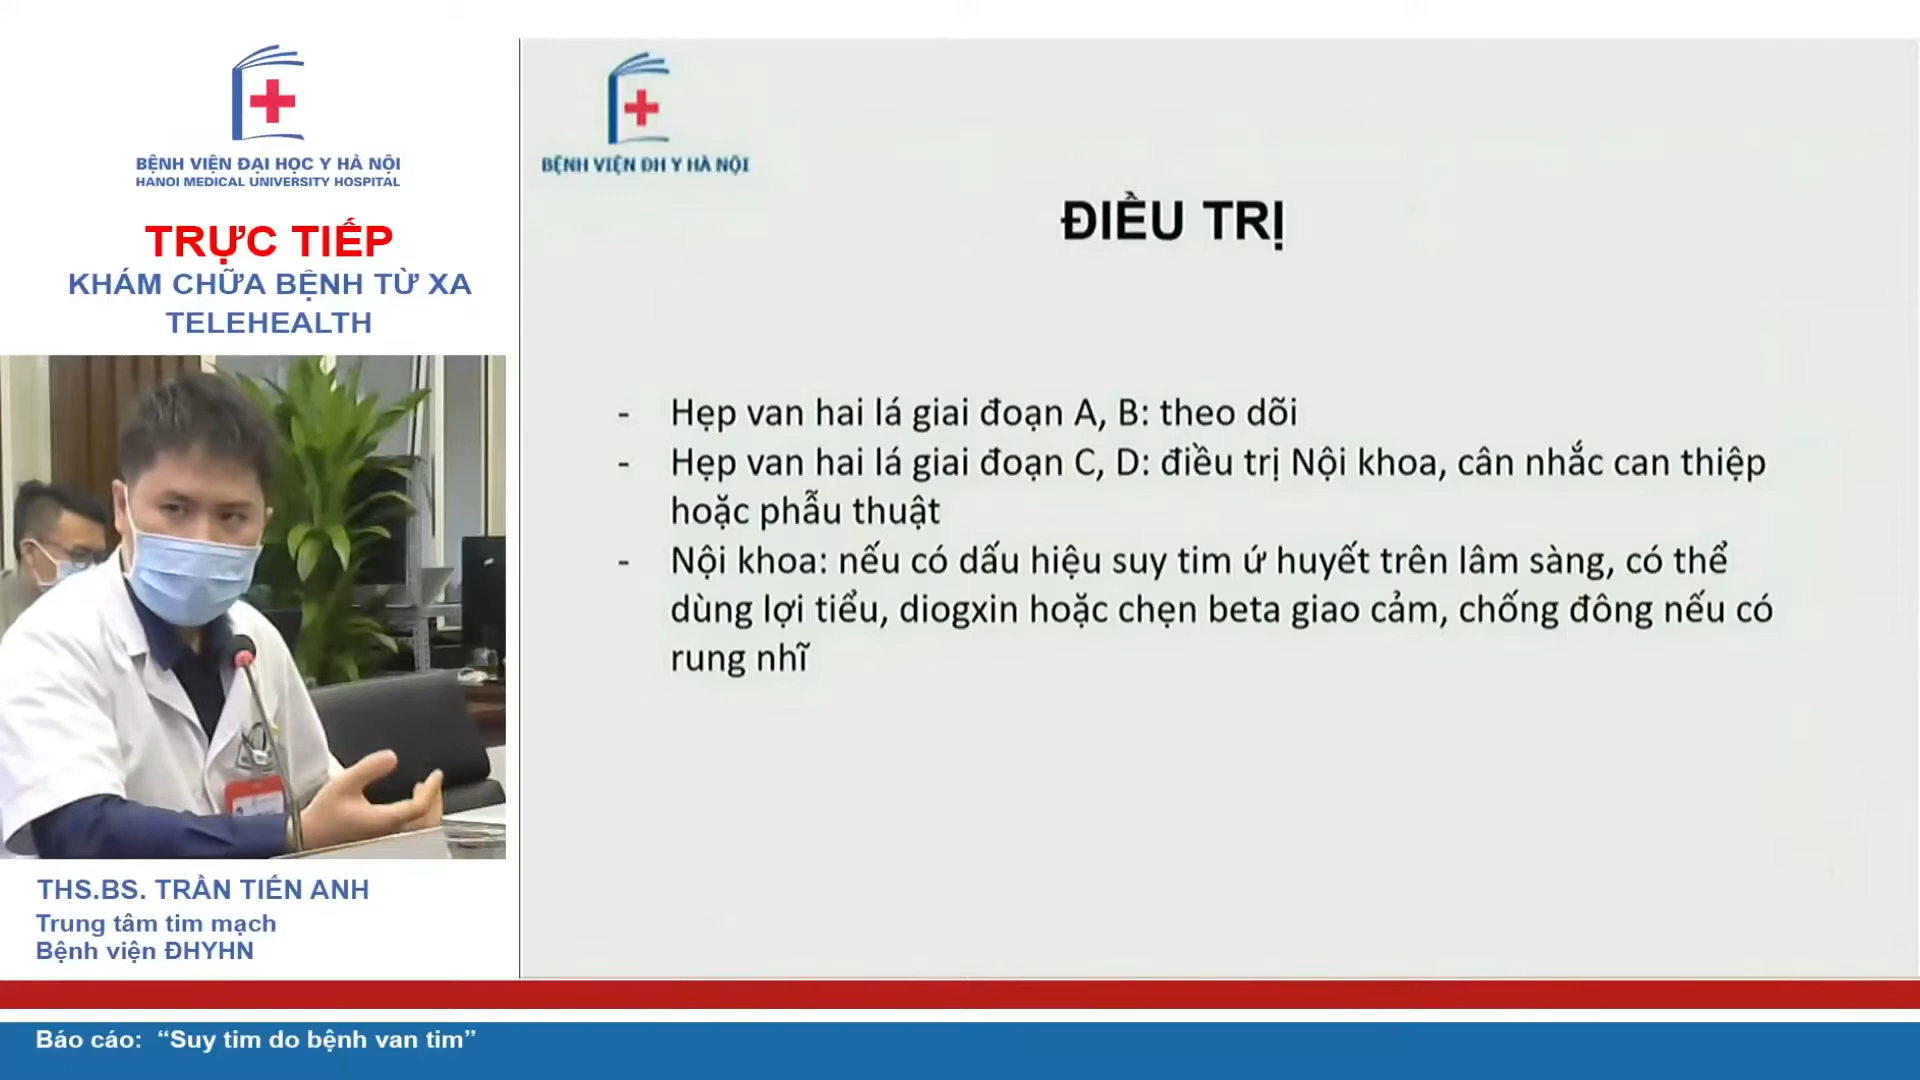 BỆNH VIỆN ĐẠI HỌC Y HÀ NỘI
HANOI MEDICAL UNIVERSITY HOSPITAL
TRỰC TIẾP
KHÁM CHỮA BỆNH TỪ XA
TELEHEALTH
THS.BS. TRẦN TIẾN ANH
Trung tâm tim mạch
Bệnh viện ĐHYHN
BỆNH VIỆN ĐH Y HÀ NỘI
ĐIỀU TRỊ
- Hẹp van hai lá giai đoạn A, B: theo dõi
- Hẹp van hai lá giai đoạn C, D: điều trị Nội khoa, cân nhắc can thiệp
hoặc phẫu thuật
- Nội khoa: nếu có dấu hiệu suy tim ứ huyết trên lâm sàng, có thể
dùng lợi tiểu, diogxin hoặc chẹn beta giao cảm, chống đông nếu có
rung nhĩ
Báo cáo: “Suy tim do bệnh van tim”